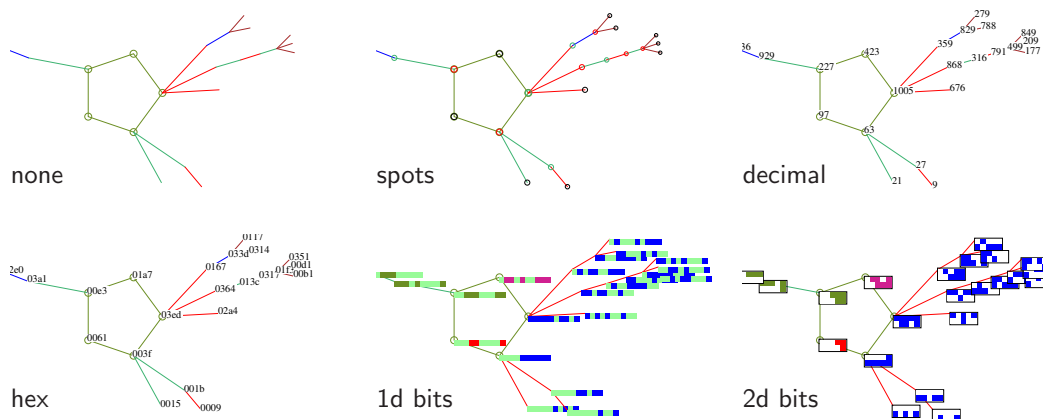 none
spots
279
788
829
359
849
209
499
177
791
316
868
676
36
929
227
423
1005
97
63
27
21
9
decimal
0117
0314
033d
0167
0351
00d1
00b1
0317
013c
0364
02a4
2e0
03a1
00e3
01a7
03ed
0061
003f
001b
0015
0009
hex
1d bits
2d bits